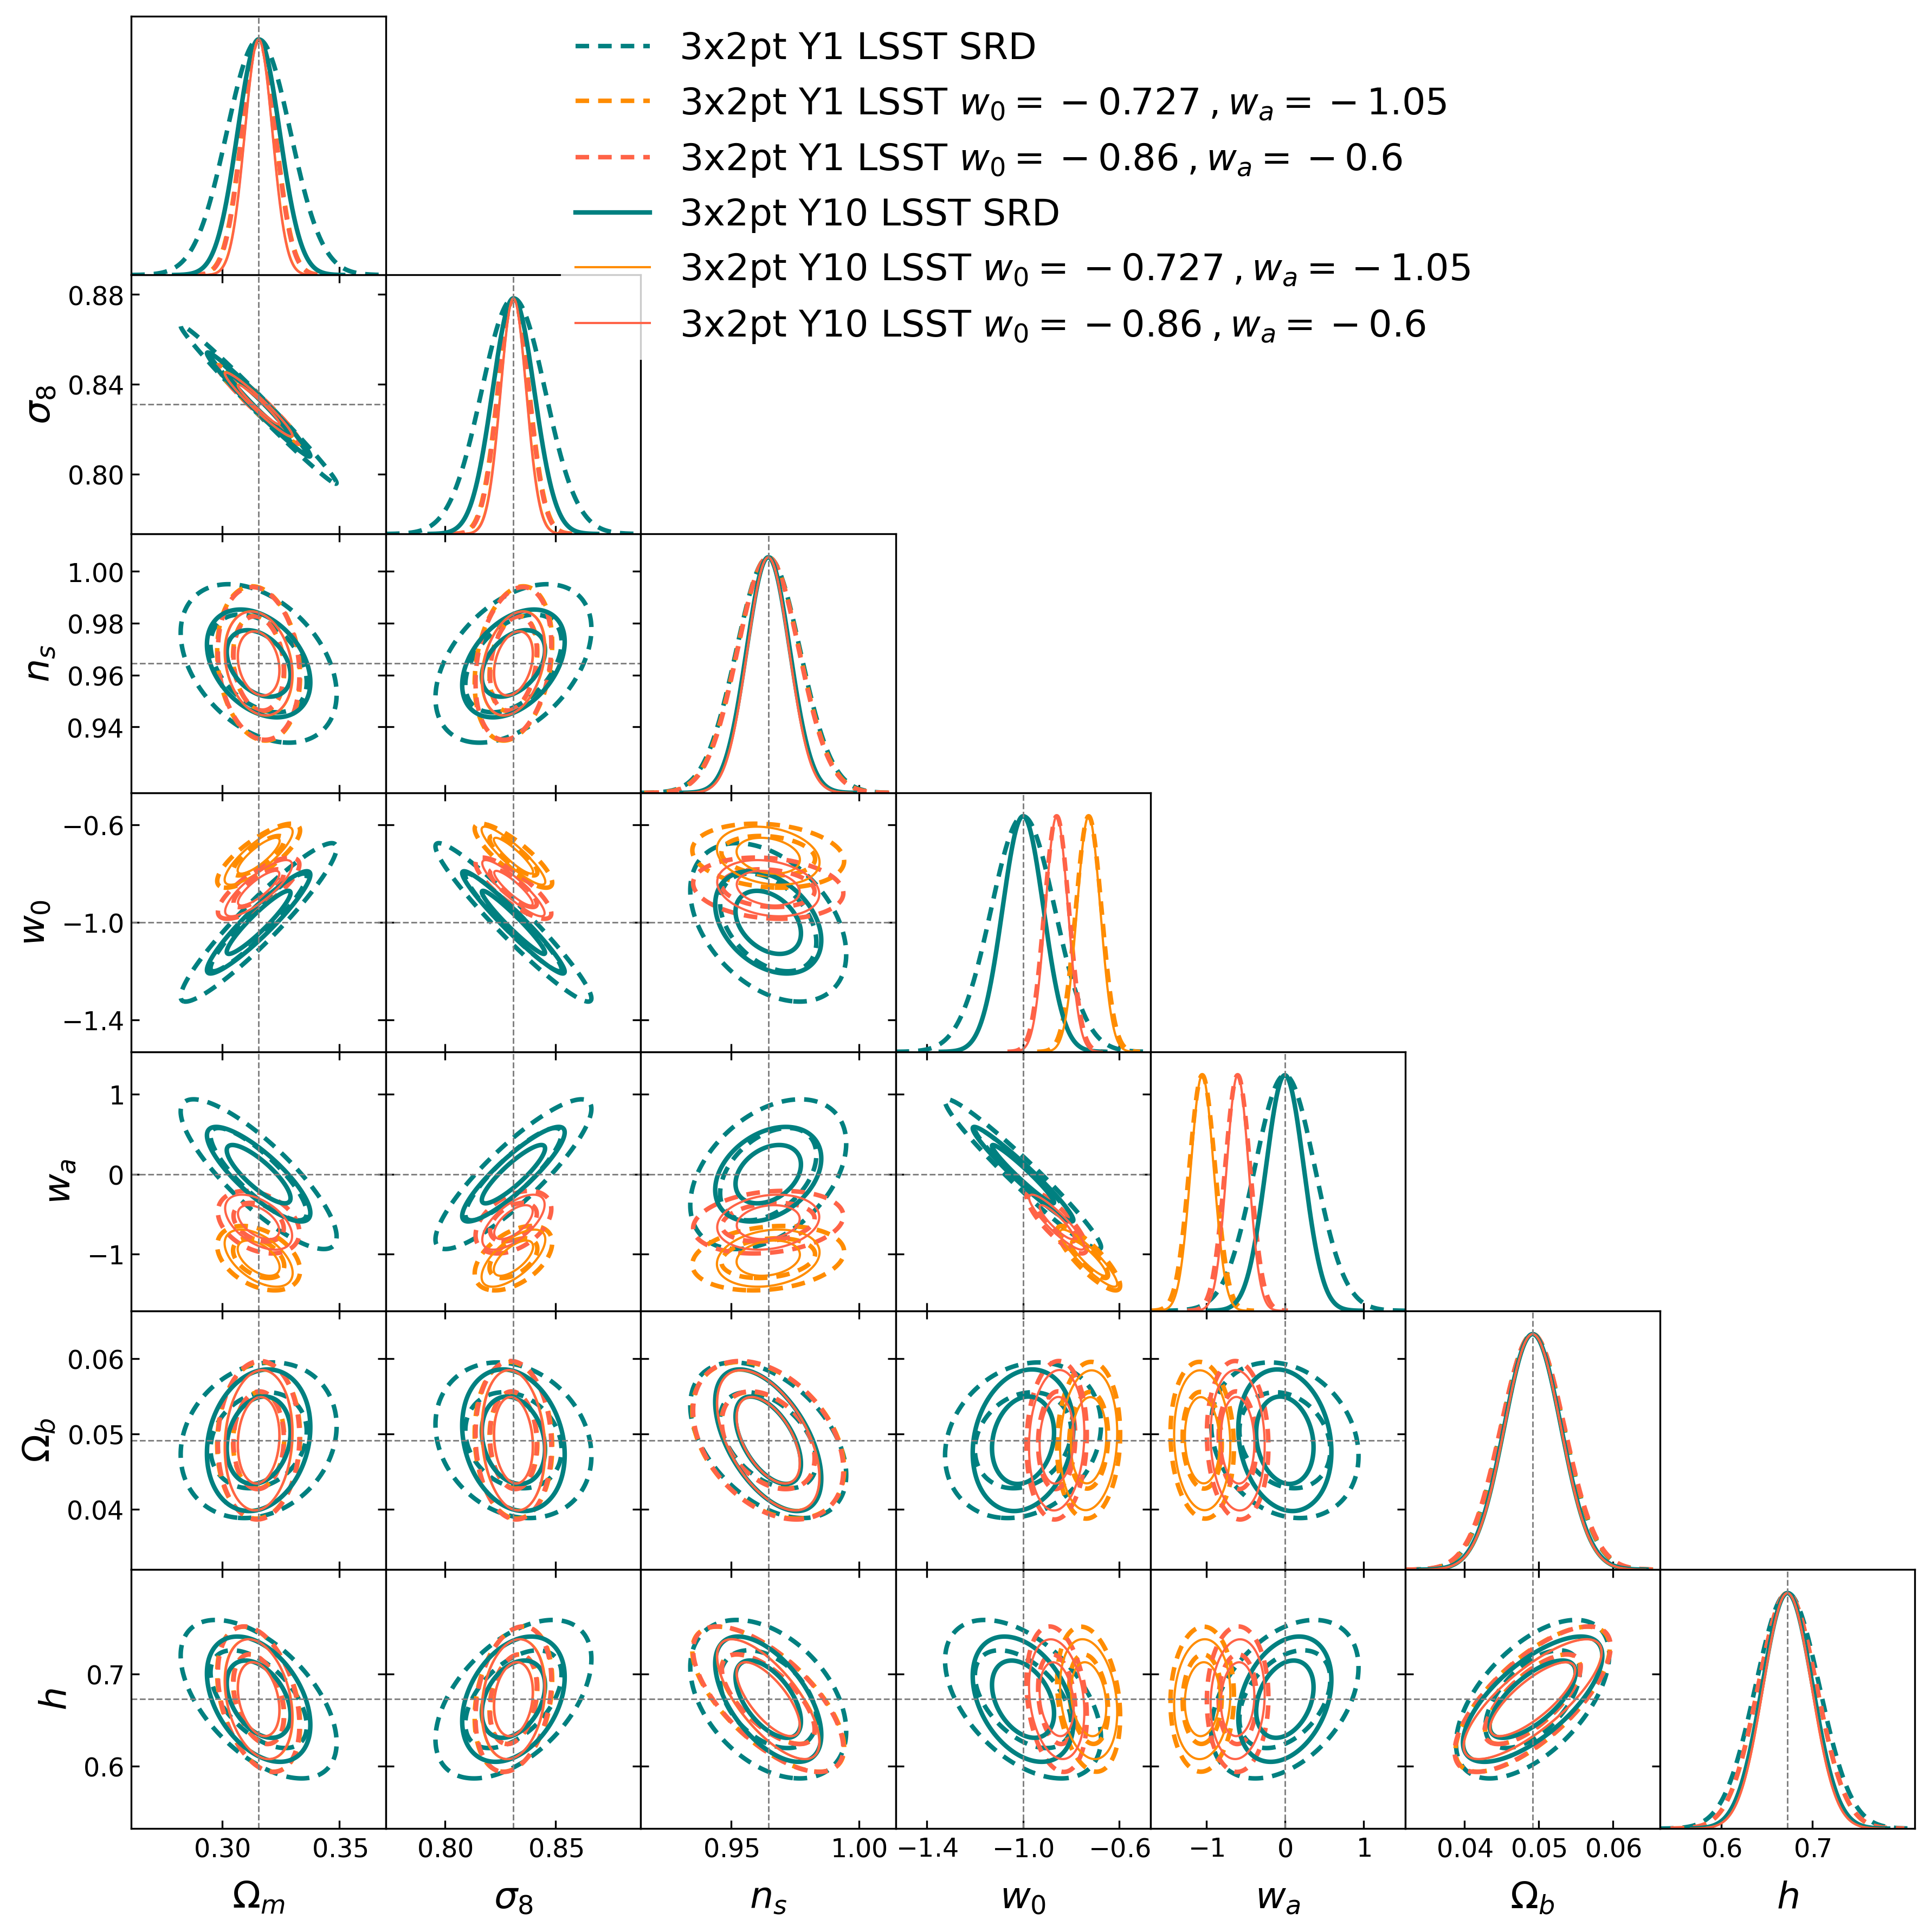 3x2pt Y1 LSST SRD
3x2pt Y1 LSST w₀ = −0.727 , wₐ = −1.05
3x2pt Y1 LSST w₀ = −0.86 , wₐ = −0.6
3x2pt Y10 LSST SRD
3x2pt Y10 LSST w₀ = −0.727 , wₐ = −1.05
3x2pt Y10 LSST w₀ = −0.86 , wₐ = −0.6
0.88
0.84
0.80
σ₈
1.00
0.98
0.96
0.94
nₛ
−0.6
−1.0
−1.4
w₀
1
0
−1
wₐ
0.06
0.05
0.04
Ω_b
0.7
0.6
h
0.30 0.35 0.80 0.85 0.95 1.00 −1.4 −1.0 −0.6 −1 0 1 0.04 0.05 0.06 0.6 0.7
Ωₘ σ₈ nₛ w₀ wₐ Ω_b h